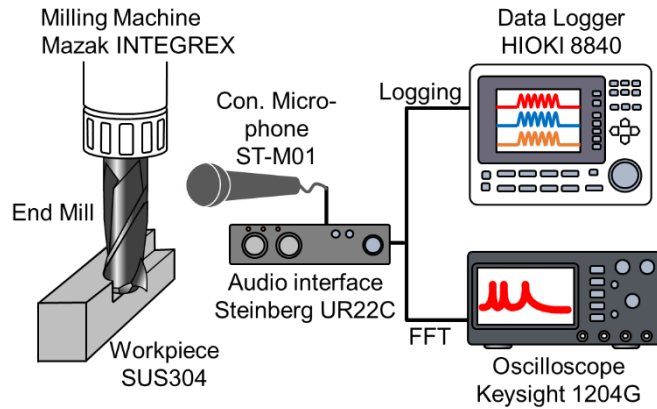 Milling Machine
Mazak INTEGREX
End Mill
Workpiece
SUS304
Con. Micro-
phone
ST-M01
Audio interface
Steinberg UR22C
Logging
FFT
Data Logger
HIOKI 8840
Oscilloscope
Keysight 1204G